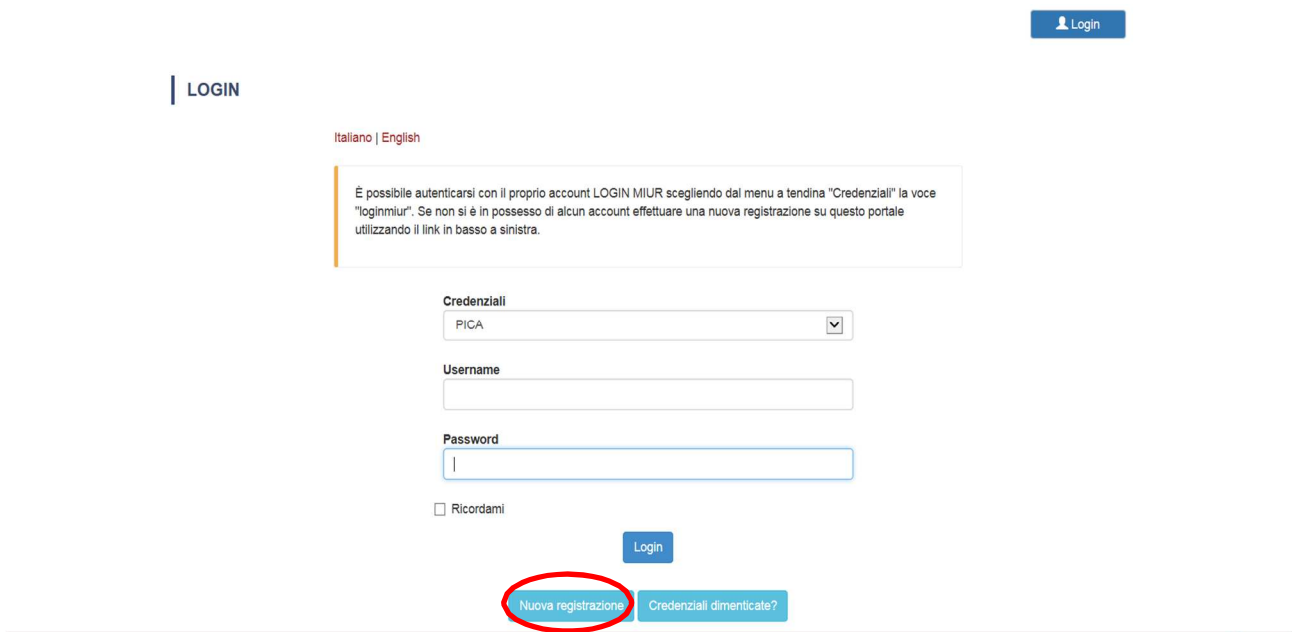 Login
LOGIN
Italiano | English
È possibile autenticarsi con il proprio account LOGIN MIUR scegliendo dal menu a tendina "Credenziali" la voce
"loginmiur". Se non si è in possesso di alcun account effettuare una nuova registrazione su questo portale
utilizzando il link in basso a sinistra.
Credenziali
PICA
Username
Password
Ricordami
Login
Nuova registrazione Credenziali dimenticate?